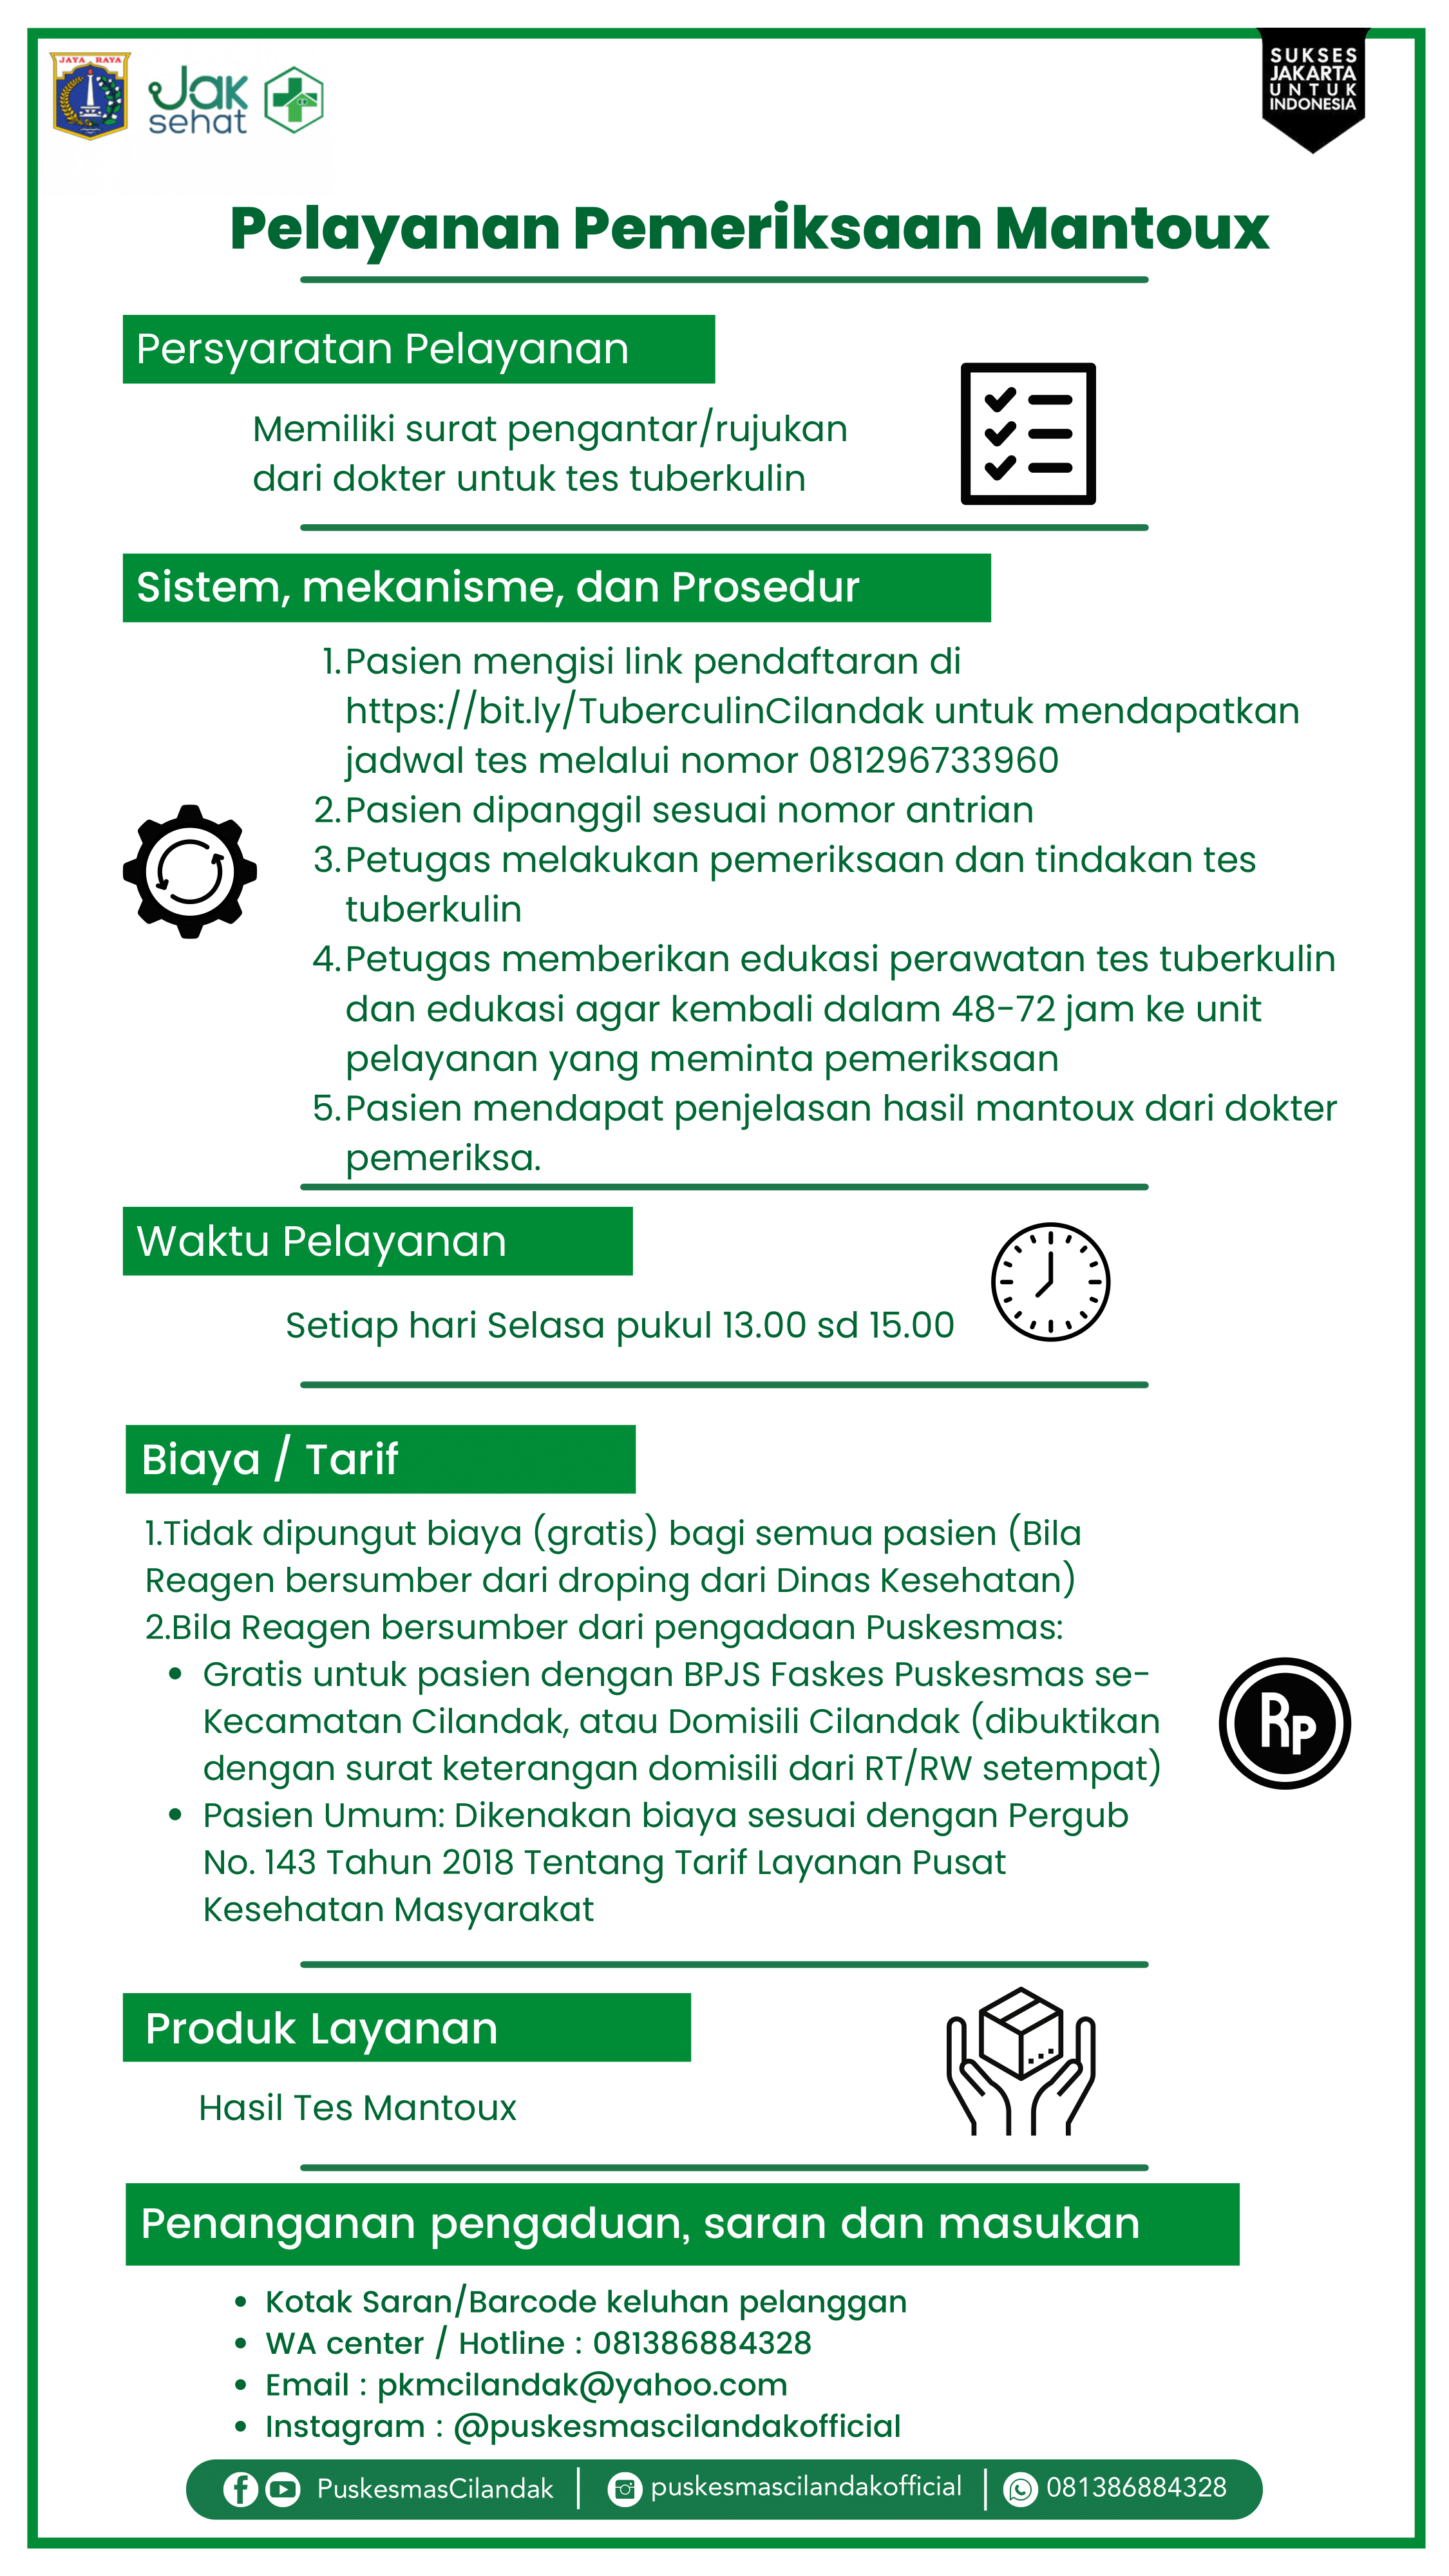 JAYA RAYA
Jak
sehat
SUKSES
JAKARTA
UNTUK
INDONESIA
Pelayanan Pemeriksaan Mantoux
Persyaratan Pelayanan
Memiliki surat pengantar/rujukan
dari dokter untuk tes tuberkulin
Sistem, mekanisme, dan Prosedur
1.Pasien mengisi link pendaftaran di
https://bit.ly/TuberculinCilandak untuk mendapatkan
jadwal tes melalui nomor 081296733960
2.Pasien dipanggil sesuai nomor antrian
3.Petugas melakukan pemeriksaan dan tindakan tes
tuberkulin
4.Petugas memberikan edukasi perawatan tes tuberkulin
dan edukasi agar kembali dalam 48-72 jam ke unit
pelayanan yang meminta pemeriksaan
5.Pasien mendapat penjelasan hasil mantoux dari dokter
pemeriksa.
Waktu Pelayanan
Setiap hari Selasa pukul 13.00 sd 15.00
Biaya / Tarif
1.Tidak dipungut biaya (gratis) bagi semua pasien (Bila
Reagen bersumber dari droping dari Dinas Kesehatan)
2.Bila Reagen bersumber dari pengadaan Puskesmas:
• Gratis untuk pasien dengan BPJS Faskes Puskesmas se-
Kecamatan Cilandak, atau Domisili Cilandak (dibuktikan
dengan surat keterangan domisili dari RT/RW setempat)
• Pasien Umum: Dikenakan biaya sesuai dengan Pergub
No. 143 Tahun 2018 Tentang Tarif Layanan Pusat
Kesehatan Masyarakat
Rp
Produk Layanan
Hasil Tes Mantoux
Penanganan pengaduan, saran dan masukan
• Kotak Saran/Barcode keluhan pelanggan
• WA center / Hotline : 081386884328
• Email : pkmcilandak@yahoo.com
• Instagram : @puskesmascilandakofficial
PuskesmasCilandak | puskesmascilandakofficial | 081386884328